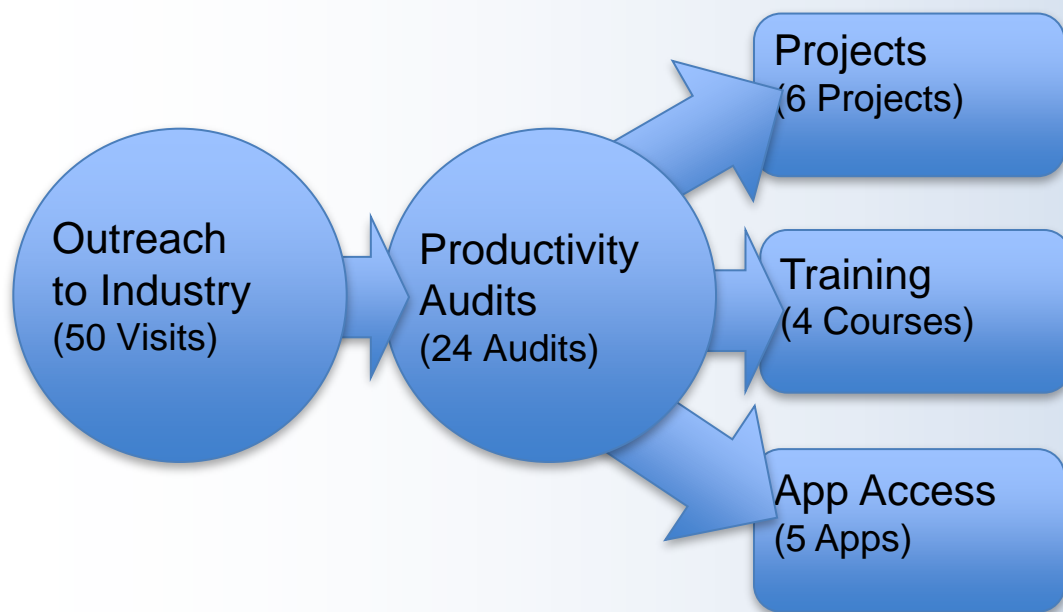 Outreach
to Industry
(50 Visits)
Productivity
Audits
(24 Audits)
Projects
(6 Projects)
Training
(4 Courses)
App Access
(5 Apps)